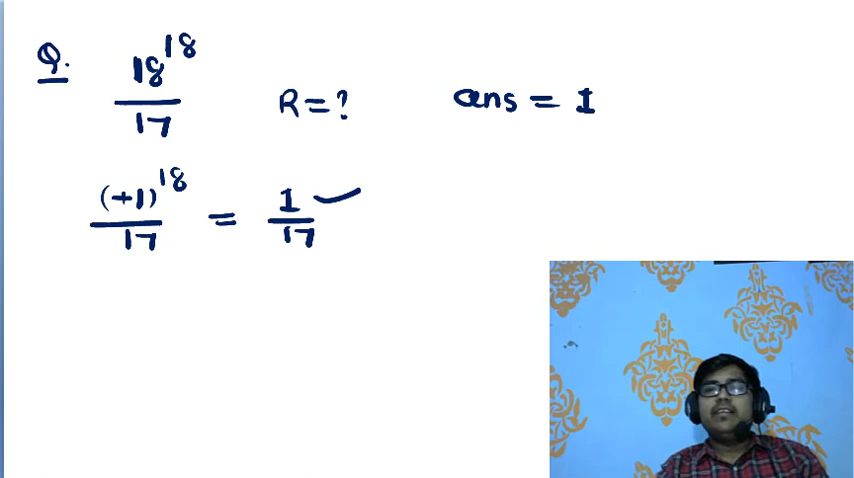 Q. 18^18 / 17 R = ? ans = 1
(+1)^18 / 17 = 1 / 17